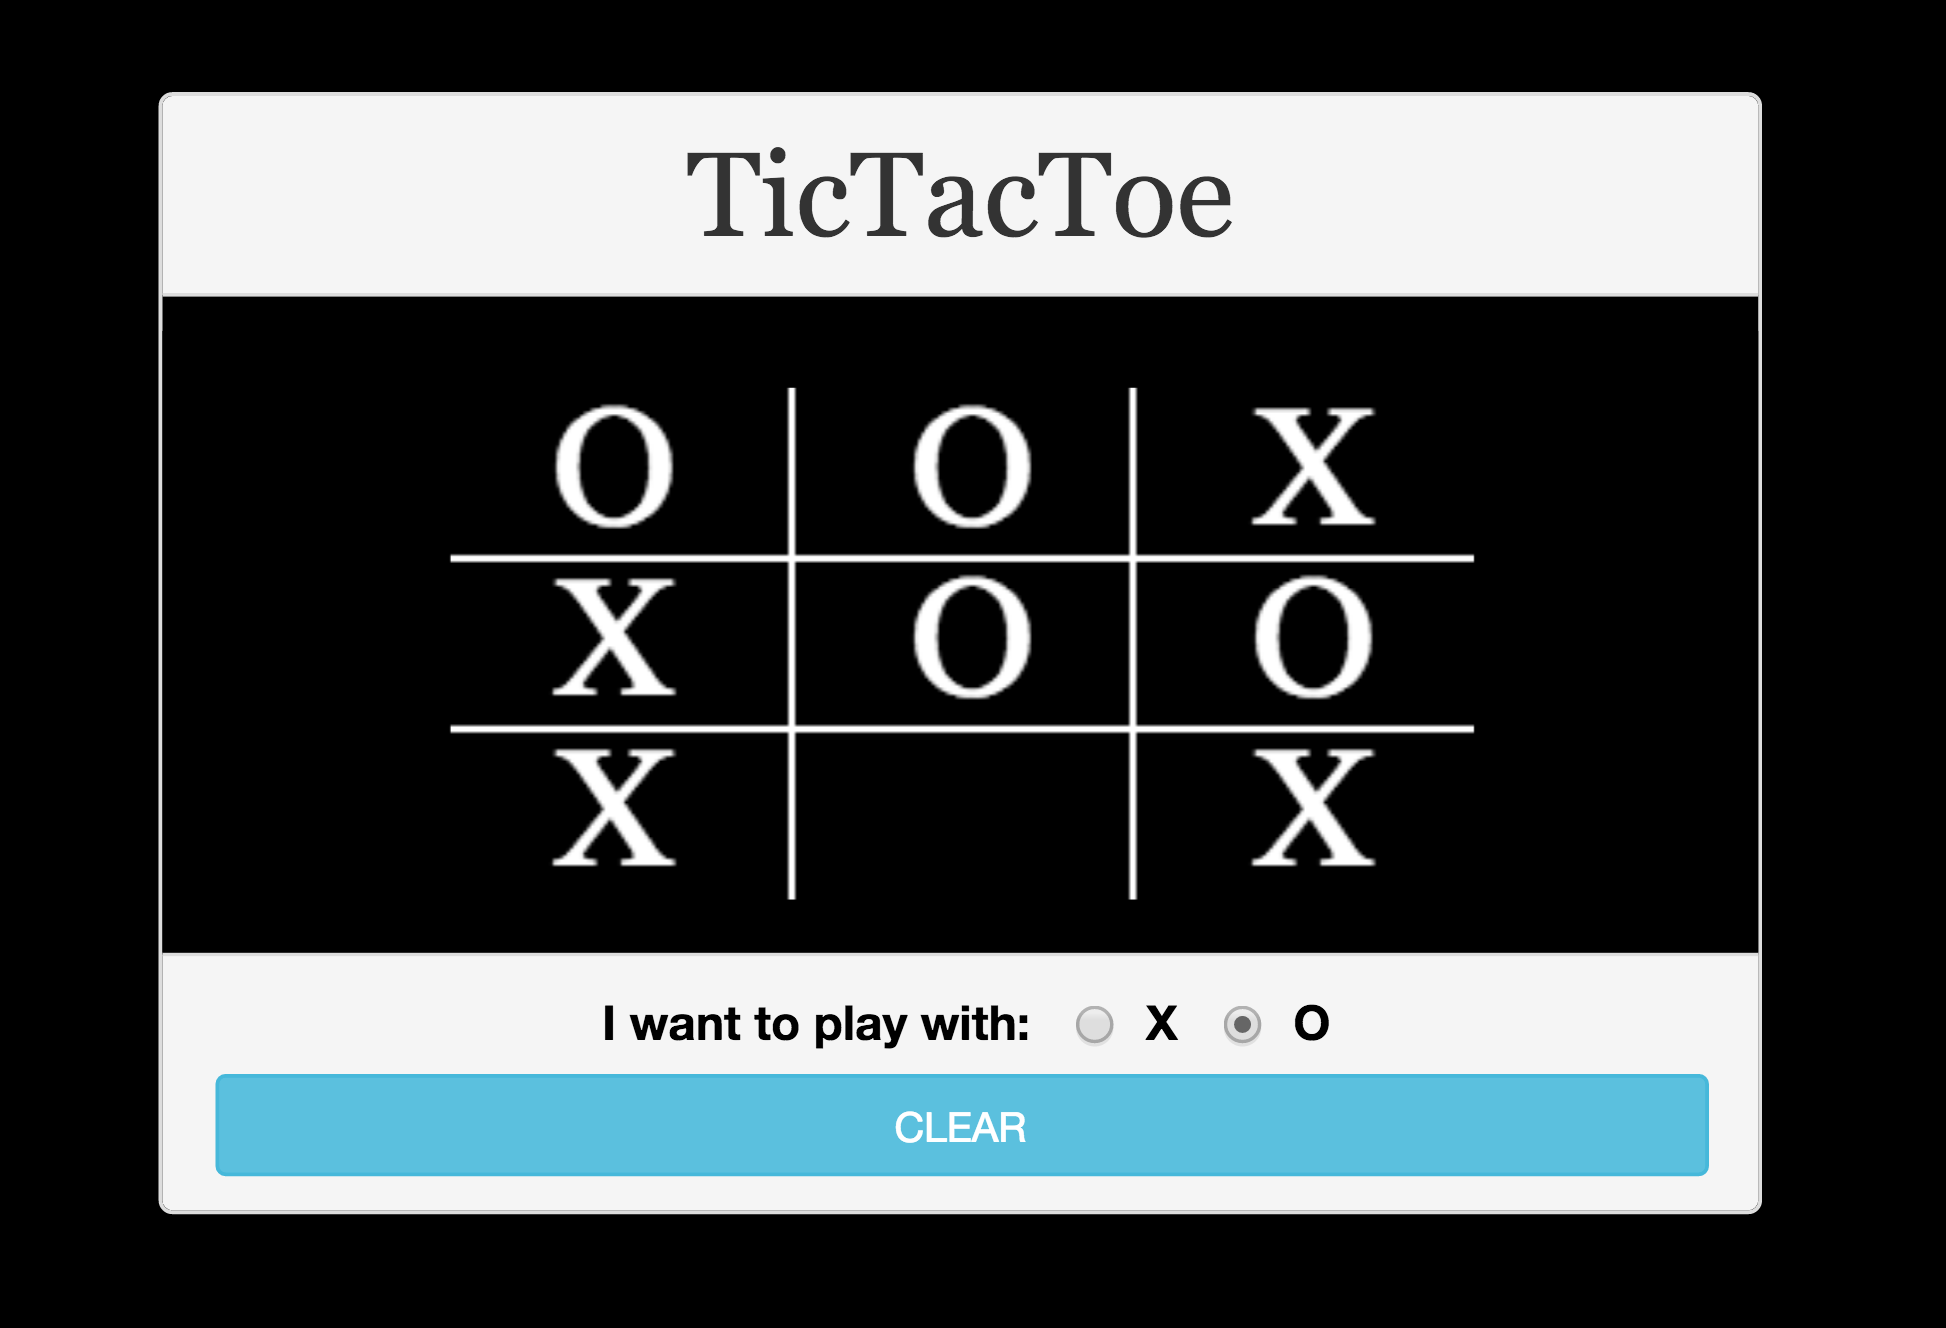 TicTacToe
O O X
X O O
X X
I want to play with: X O
CLEAR